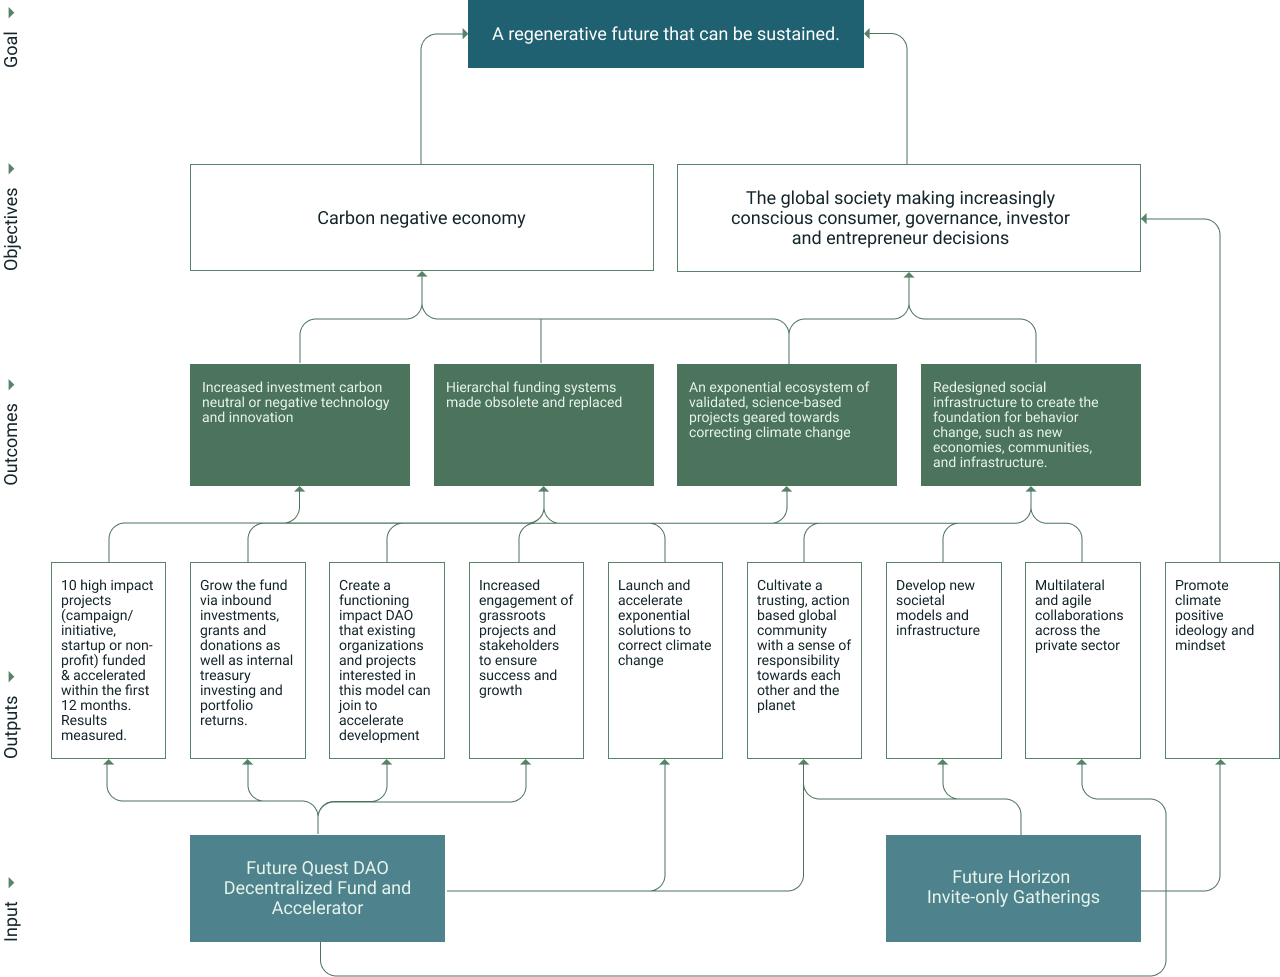 Goal
A regenerative future that can be sustained.
Objectives
Carbon negative economy
The global society making increasingly
conscious consumer, governance, investor
and entrepreneur decisions
Outcomes
Increased investment carbon
neutral or negative technology
and innovation
Hierarchal funding systems
made obsolete and replaced
An exponential ecosystem of
validated, science-based
projects geared towards
correcting climate change
Redesigned social
infrastructure to create the
foundation for behavior
change, such as new
economies, communities,
and infrastructure.
Outputs
10 high impact
projects
(campaign/
initiative,
startup or non-
profit) funded
& accelerated
within the first
12 months.
Results
measured.
Grow the fund
via inbound
investments,
grants and
donations as
well as internal
treasury
investing and
portfolio
returns.
Create a
functioning
impact DAO
that existing
organizations
and projects
interested in
this model can
join to
accelerate
development
Increased
engagement of
grassroots
projects and
stakeholders
to ensure
success and
growth
Launch and
accelerate
exponential
solutions to
correct climate
change
Cultivate a
trusting, action
based global
community
with a sense of
responsibility
towards each
other and the
planet
Develop new
societal
models and
infrastructure
Multilateral
and agile
collaborations
across the
private sector
Promote
climate
positive
ideology and
mindset
Input
Future Quest DAO
Decentralized Fund and
Accelerator
Future Horizon
Invite-only Gatherings